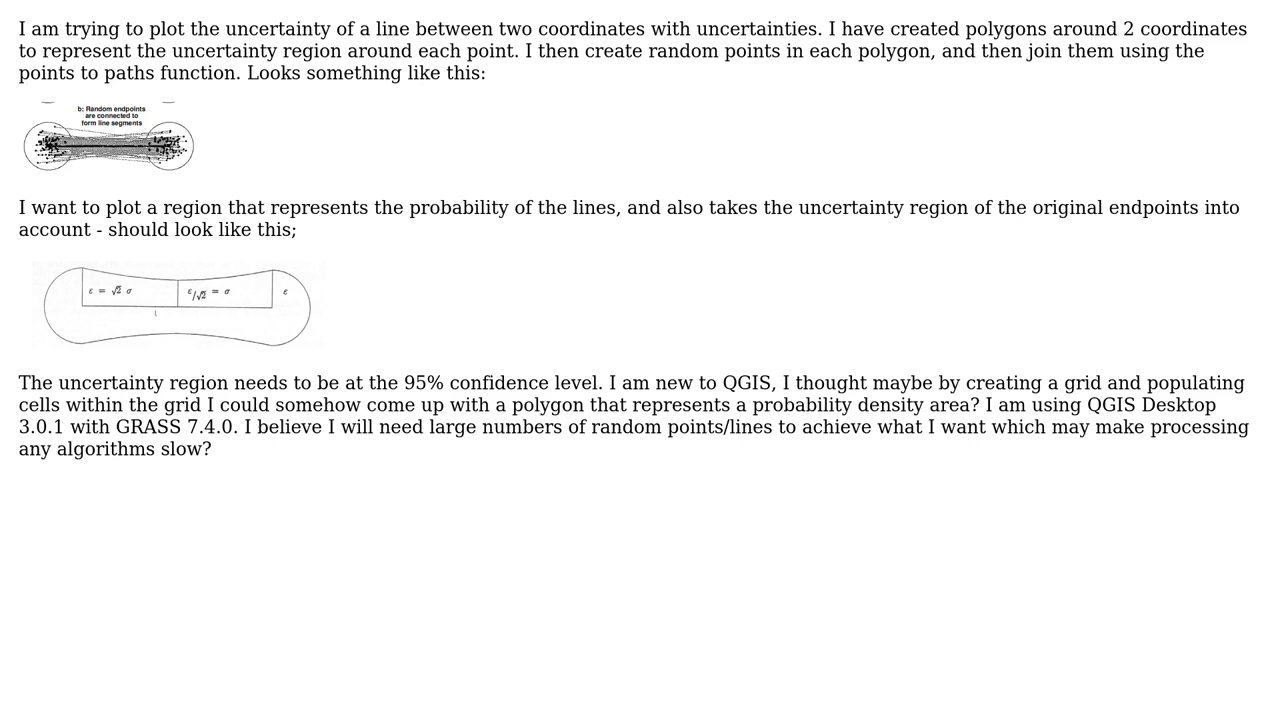 I am trying to plot the uncertainty of a line between two coordinates with uncertainties. I have created polygons around 2 coordinates
to represent the uncertainty region around each point. I then create random points in each polygon, and then join them using the
points to paths function. Looks something like this:
b: Random endpoints
are connected to
form line segments
I want to plot a region that represents the probability of the lines, and also takes the uncertainty region of the original endpoints into
account - should look like this;
ε = √2 σ
ε/√2 = σ
ε
l
The uncertainty region needs to be at the 95% confidence level. I am new to QGIS, I thought maybe by creating a grid and populating
cells within the grid I could somehow come up with a polygon that represents a probability density area? I am using QGIS Desktop
3.0.1 with GRASS 7.4.0. I believe I will need large numbers of random points/lines to achieve what I want which may make processing
any algorithms slow?